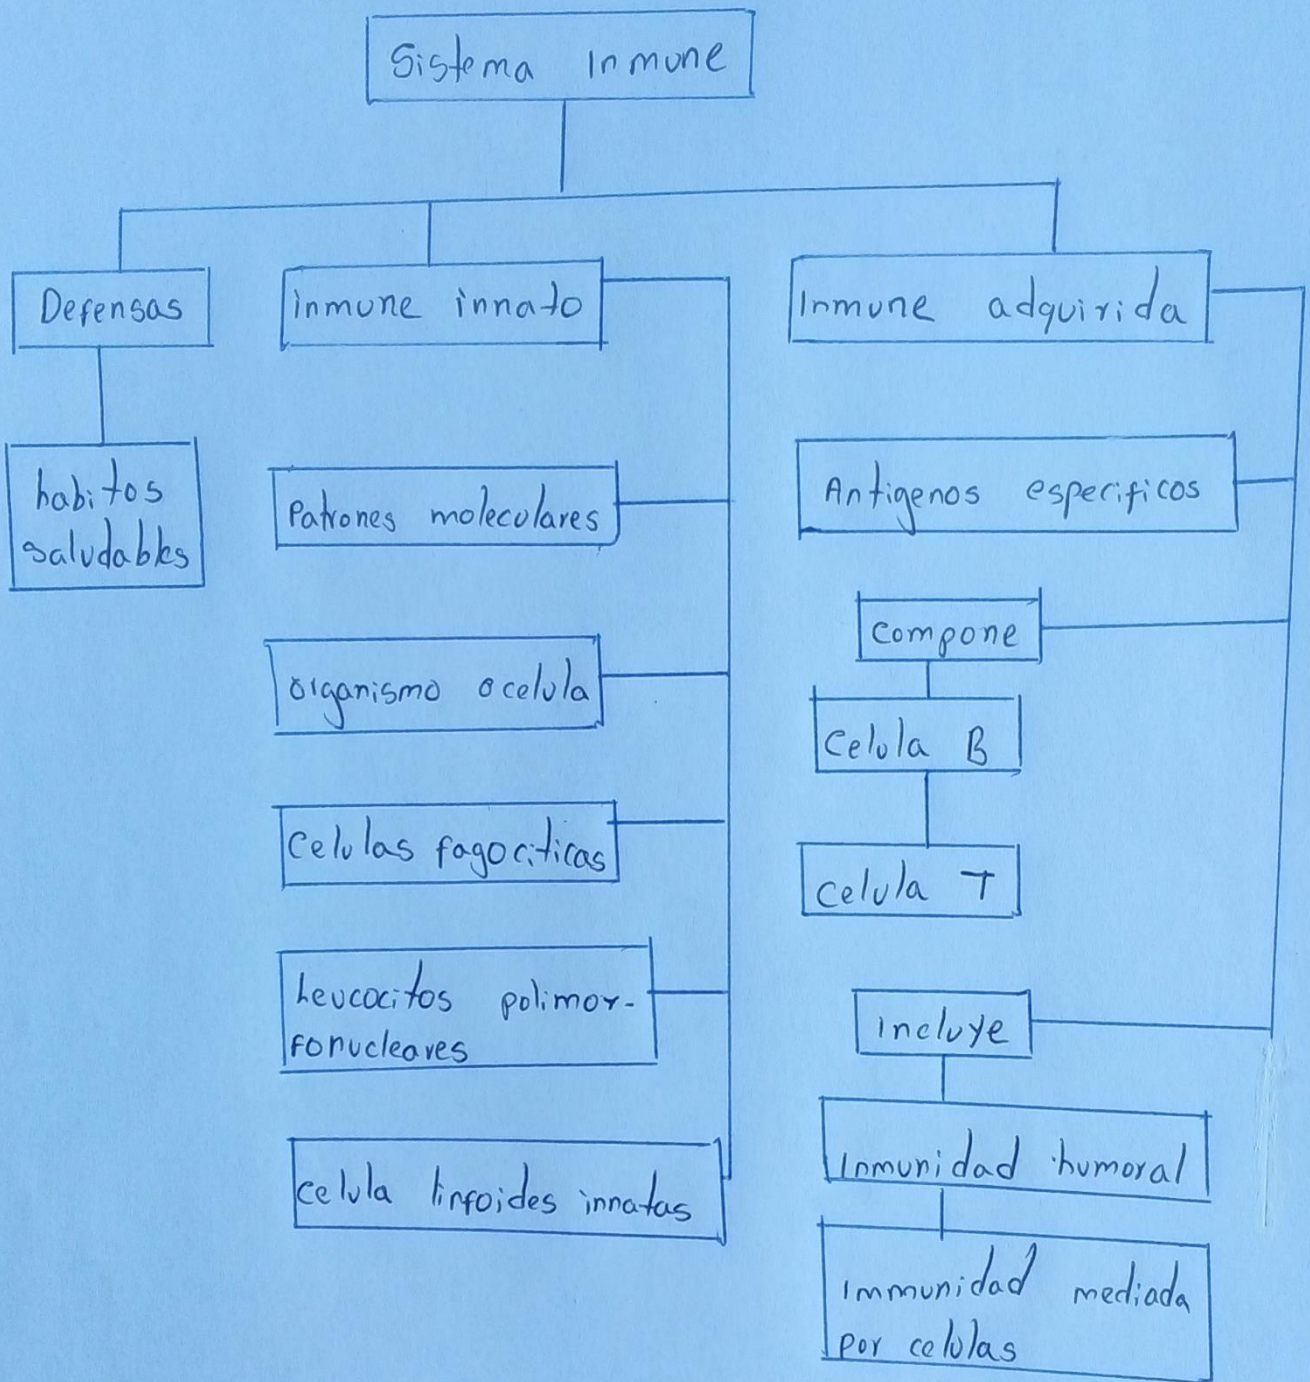 Sistema Inmune
Defensas
inmune innato
Inmune adquirida
habitos
saludables
Patrones moleculares
organismo o celula
Celulas fagociticas
Leucocitos polimor-
fonucleares
celula linfoides innatas
Antigenos especificos
Compone
Celula B
Celula T
Incluye
Inmunidad humoral
Immunidad mediada
por celulas